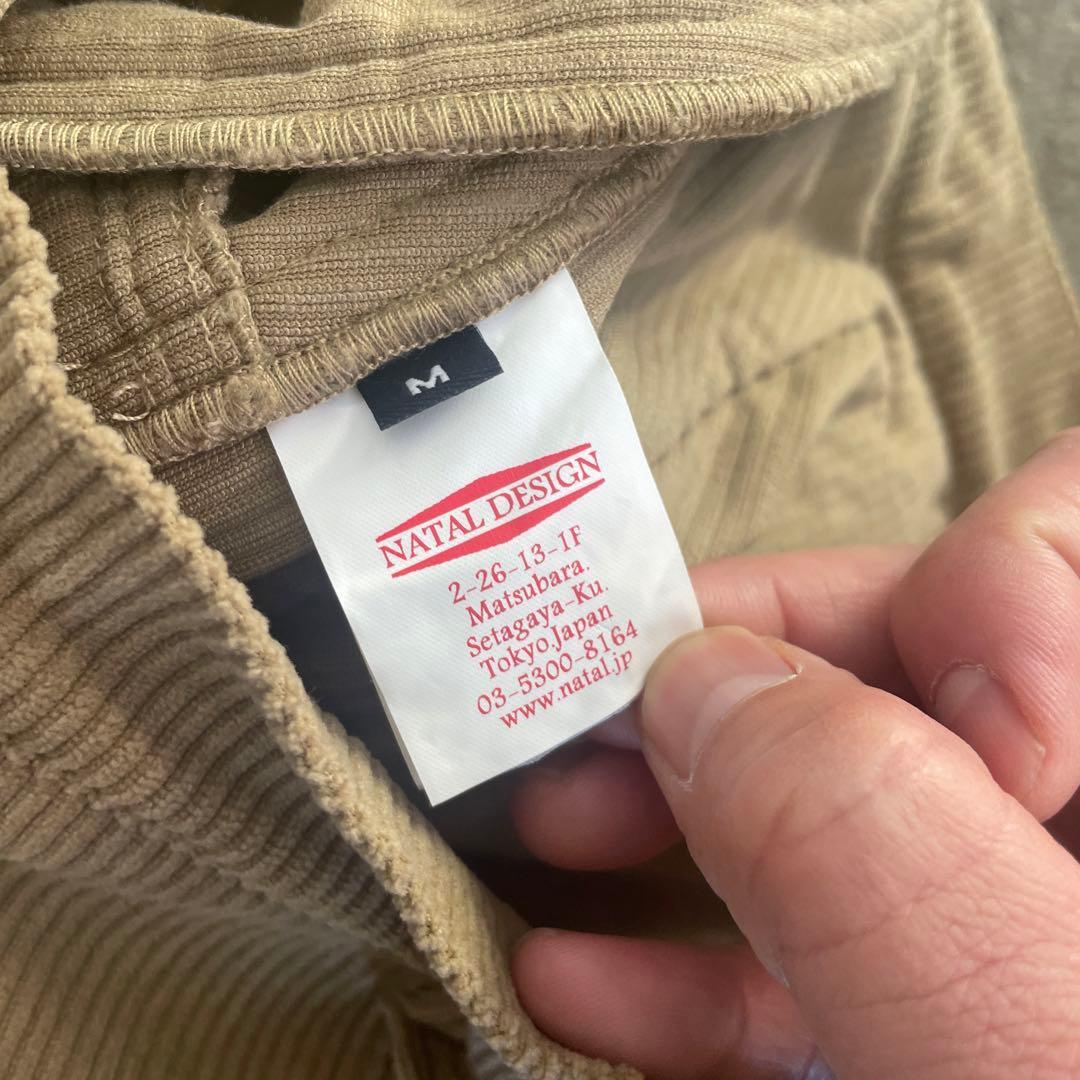 M
NATAL DESIGN
2-26-13-1F
Matsubara.
Setagaya-Ku.
Tokyo.Japan
03-5300-8164
www.natal.jp